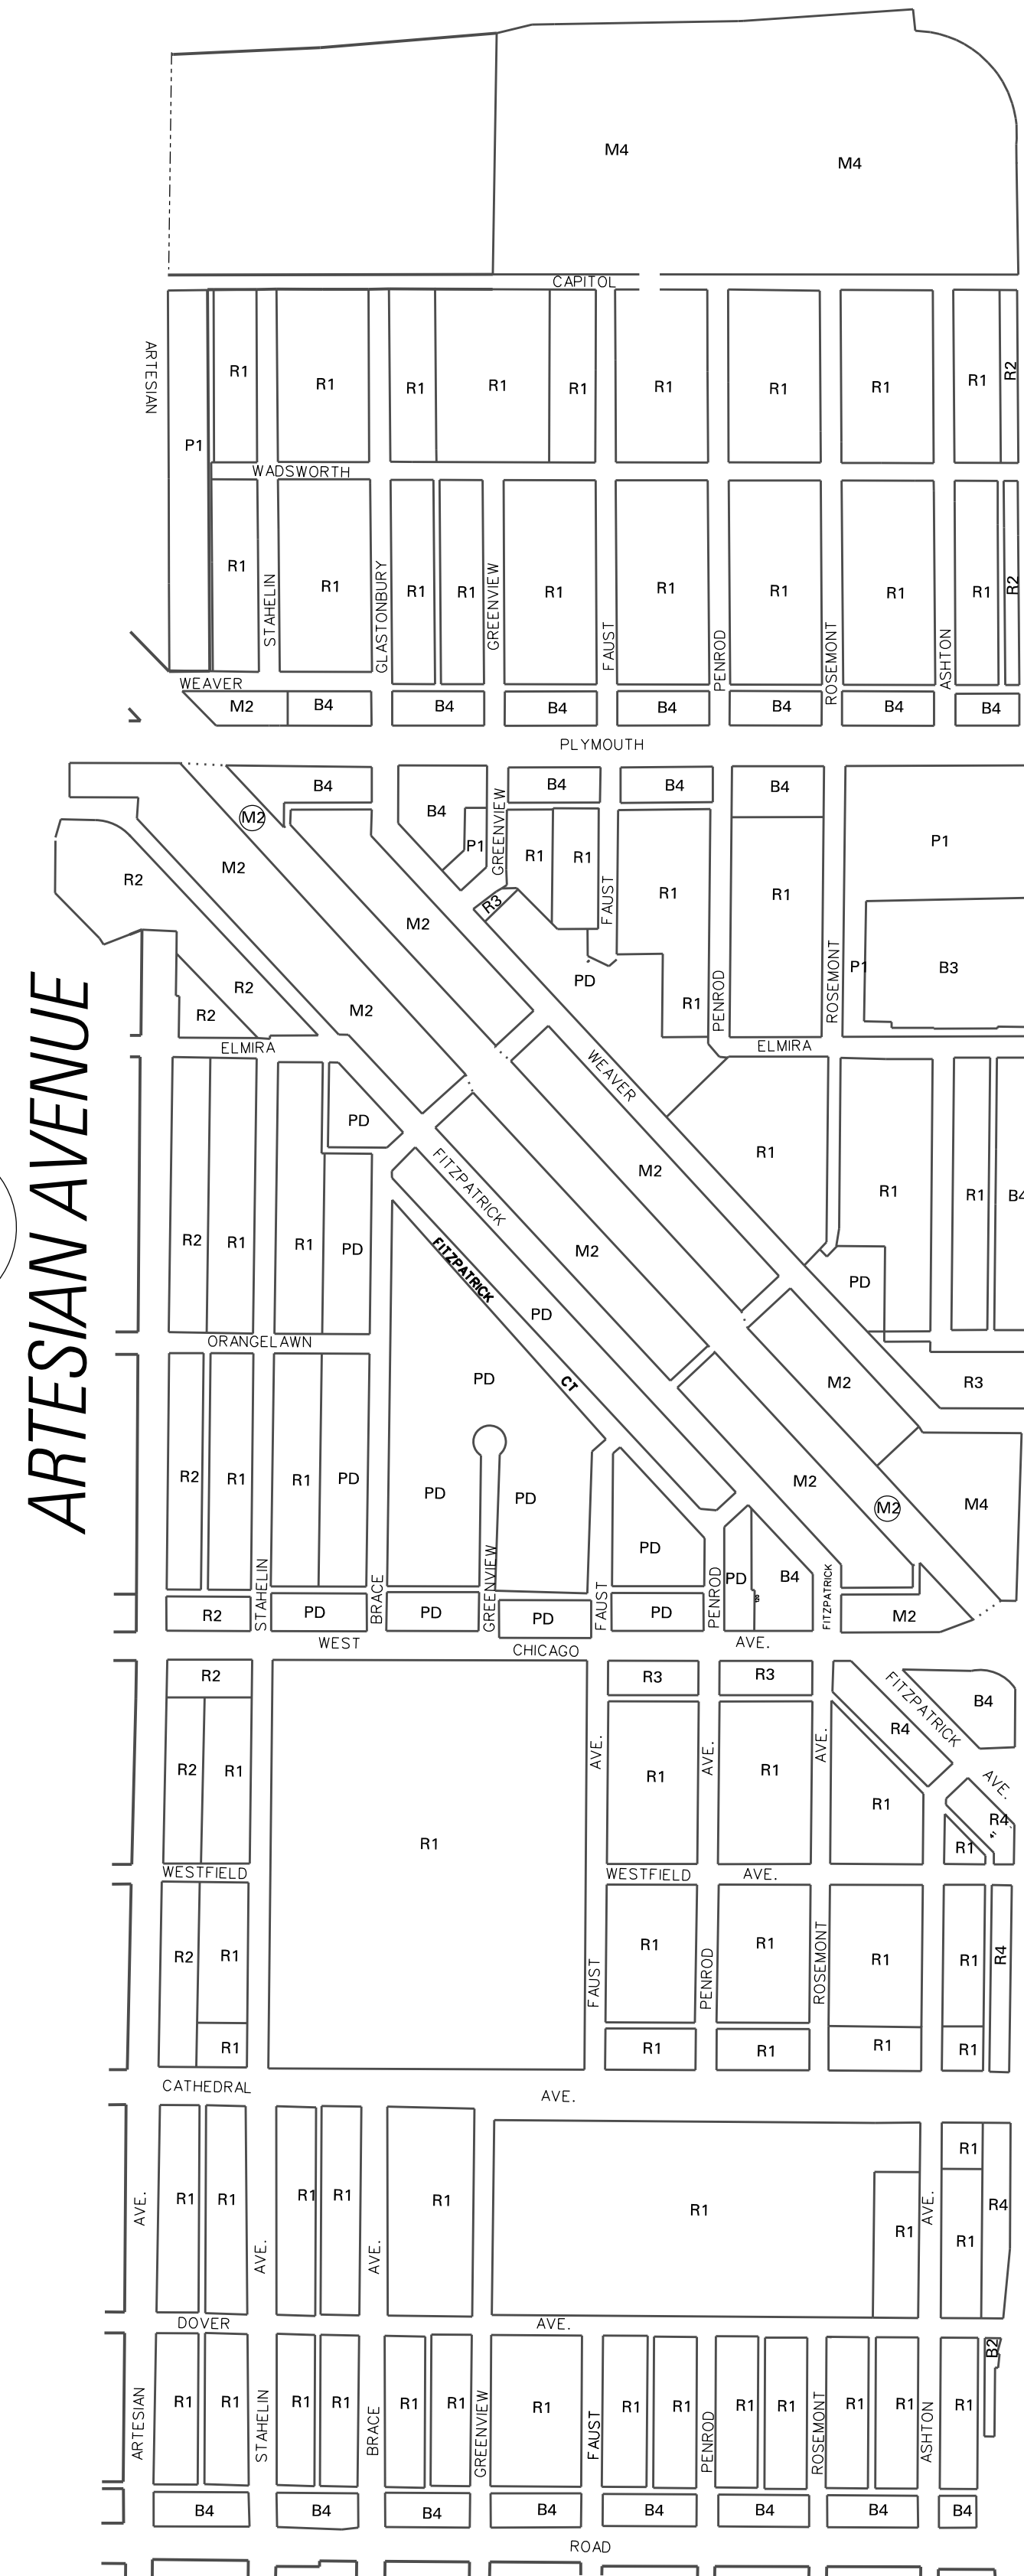 M4
M4
CAPITOL
ARTESIAN
R1
R1
R1
R1
R1
R1
R1
R1
R1
R2
P1
WADSWORTH
R1
R1
R1
R1
R1
R1
R1
R1
R1
R2
STAHELIN
GLASTONBURY
GREENVIEW
FAUST
PENROD
ROSEMONT
ASHTON
WEAVER
M2
B4
B4
B4
B4
B4
B4
B4
PLYMOUTH
B4
B4
B4
B4
B4
M2
P1
GREENVIEW
R1
R1
P1
M2
R2
R3
FAUST
R1
R1
M2
P1
B3
PD
R2
R2
R1
PENROD
ROSEMONT
M2
ELMIRA
ELMIRA
WEAVER
PD
R1
FITZPATRICK
M2
R1
R1
B4
R2
R1
R1
PD
M2
FITZPATRICK
PD
PD
ORANGELAWN
PD
CT
M2
R3
ARTESIAN AVENUE
R2
R1
R1
PD
PD
PD
M2
M2
M4
PD
PD
B4
STAHELIN
BRACE
GREENVIEW
FAUST
PENROD
FITZPATRICK
R2
PD
PD
PD
PD
M2
WEST
CHICAGO
AVE.
R2
R3
R3
FITZPATRICK
B4
R4
AVE.
AVE.
AVE.
R2
R1
R1
R1
R1
AVE.
R4
R1
R1
WESTFIELD
WESTFIELD
AVE.
R2
R1
R1
R1
R1
R1
R4
FAUST
PENROD
ROSEMONT
R1
R1
R1
R1
R1
CATHEDRAL
AVE.
R1
R1
R1
R1
R1
R1
R1
R1
R1
R4
AVE.
AVE.
AVE.
AVE.
DOVER
AVE.
B2
R1
R1
R1
R1
R1
R1
R1
R1
R1
R1
R1
R1
R1
R1
ARTESIAN
STAHELIN
BRACE
GREENVIEW
FAUST
PENROD
ROSEMONT
ASHTON
B4
B4
B4
B4
B4
B4
B4
B4
ROAD